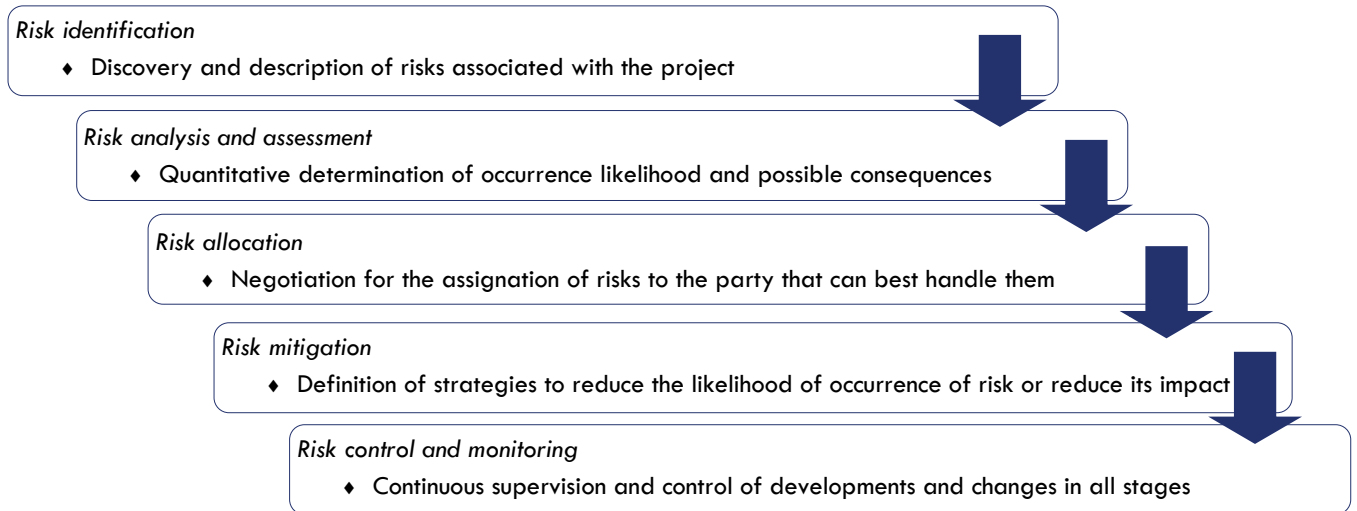 Risk identification
♦ Discovery and description of risks associated with the project
Risk analysis and assessment
♦ Quantitative determination of occurrence likelihood and possible consequences
Risk allocation
♦ Negotiation for the assignation of risks to the party that can best handle them
Risk mitigation
♦ Definition of strategies to reduce the likelihood of occurrence of risk or reduce its impact
Risk control and monitoring
♦ Continuous supervision and control of developments and changes in all stages